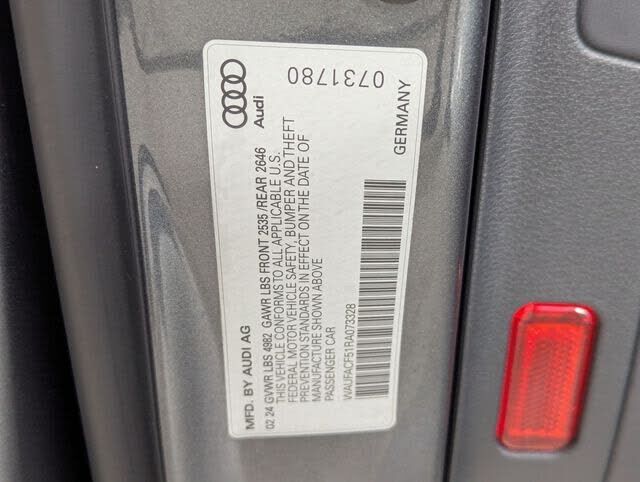 0731780
Audi
MFD. BY AUDI AG
02 24 GVWR LBS 4982 GAWR LBS FRONT 2535 /REAR 2646
THIS VEHICLE CONFORMS TO ALL APPLICABLE U.S.
FEDERAL MOTOR VEHICLE SAFETY, BUMPER AND THEFT
PREVENTION STANDARDS IN EFFECT ON THE DATE OF
MANUFACTURE SHOWN ABOVE
PASSENGER CAR
WAUFACF51RA073328
GERMANY